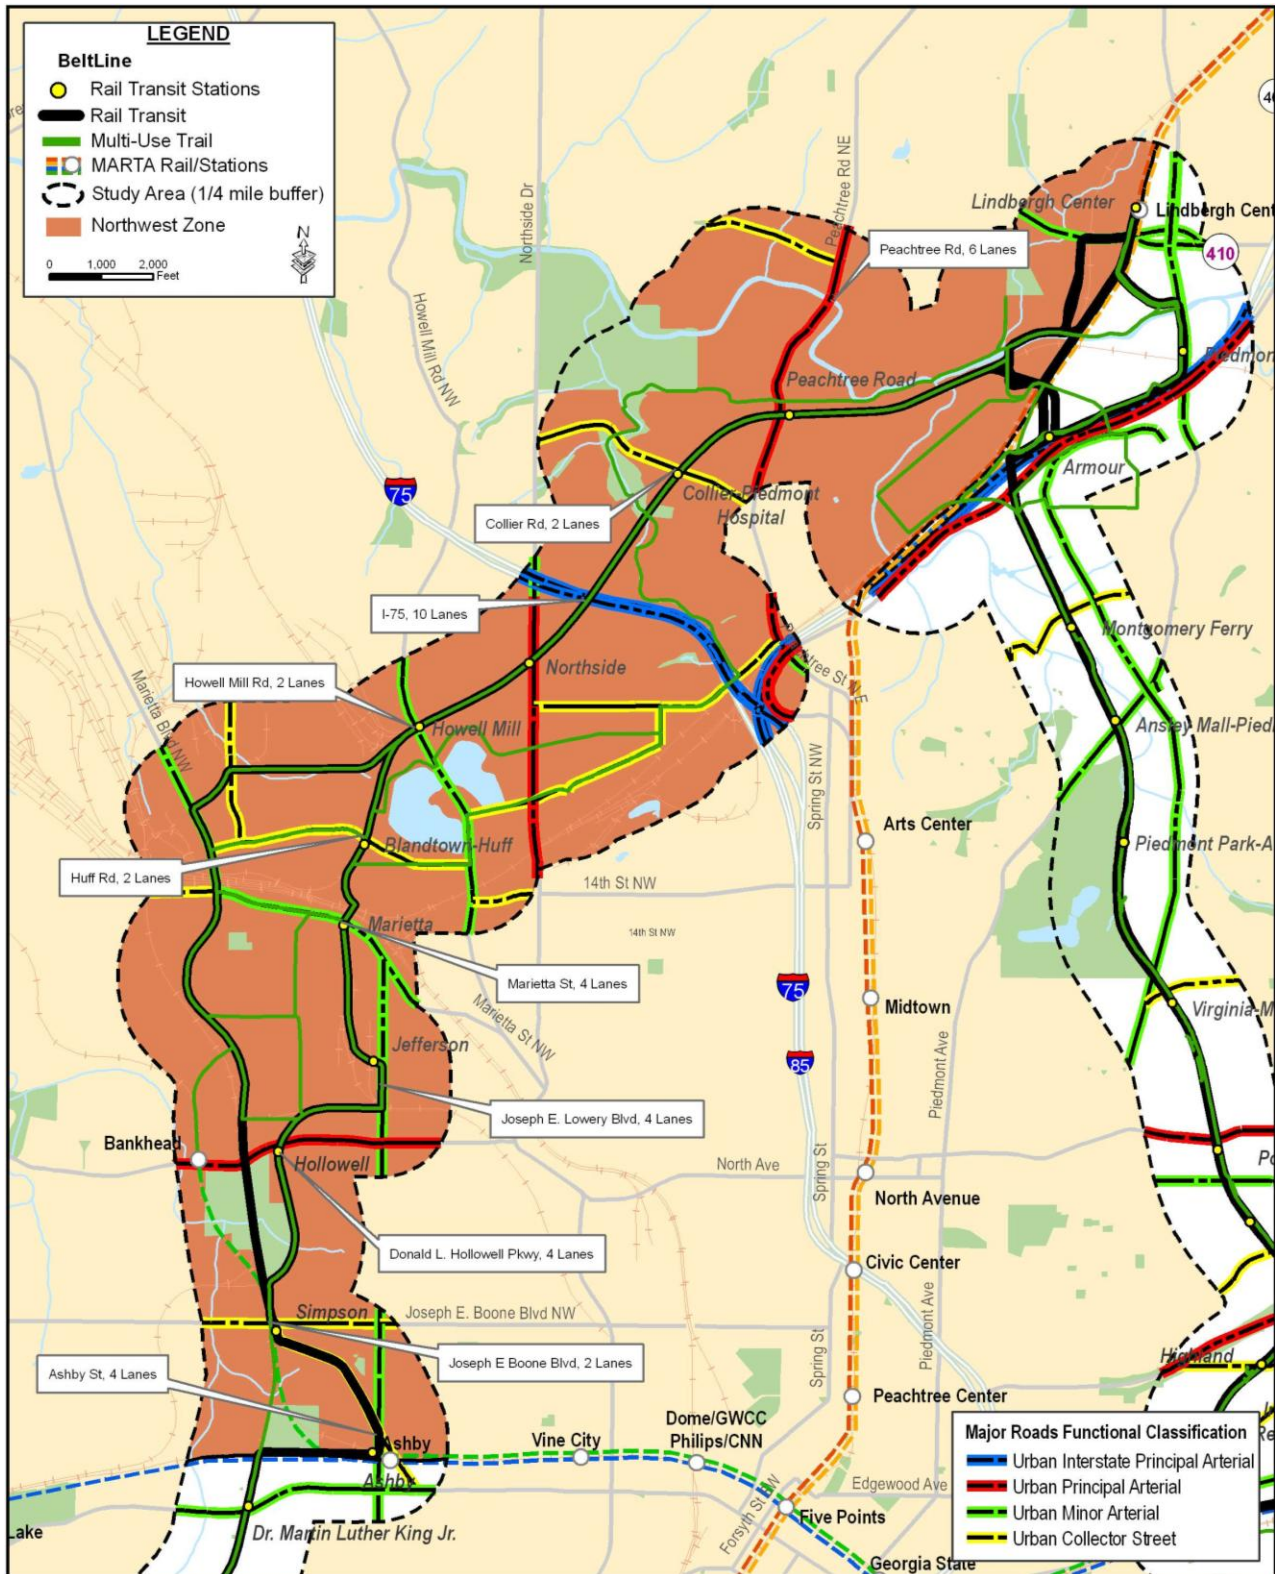 LEGEND
BeltLine
Rail Transit Stations
Rail Transit
Multi-Use Trail
MARTA Rail/Stations
Study Area (1/4 mile buffer)
Northwest Zone
N
0 1,000 2,000
Feet
Northside Dr
Peachtree Rd NE
Howell Mill Rd NW
Lindbergh Center
Lindbergh Cent
410
Peachtree Rd, 6 Lanes
Piedmon
Peachtree Road
75
Armour
Collier-Piedmont
Hospital
Collier Rd, 2 Lanes
I-75, 10 Lanes
Montgomery Ferry
Peachtree St NE
Northside
Howell Mill Rd, 2 Lanes
Marietta Blvd NW
Howell Mill
Ansley Mall-Pied
Spring St NW
Arts Center
Blandtown-Huff
Piedmont Park-A
Huff Rd, 2 Lanes
14th St NW
Marietta
14th St NW
Marietta St, 4 Lanes
75
Midtown
Virginia-M
Marietta St NW
Jefferson
85
Piedmont Ave
Joseph E. Lowery Blvd, 4 Lanes
Bankhead
Hollowell
North Ave
Spring St
Po
North Avenue
Donald L. Hollowell Pkwy, 4 Lanes
Civic Center
Simpson
Joseph E. Boone Blvd NW
Spring St
Piedmont Ave
Joseph E Boone Blvd, 2 Lanes
Highland
Ashby St, 4 Lanes
Peachtree Center
Dome/GWCC
Philips/CNN
Vine City
Ashby
Ashby
Edgewood Ave
Forsyth St SW
Five Points
Lake
Dr. Martin Luther King Jr.
Georgia State
Re
Major Roads Functional Classification
Urban Interstate Principal Arterial
Urban Principal Arterial
Urban Minor Arterial
Urban Collector Street